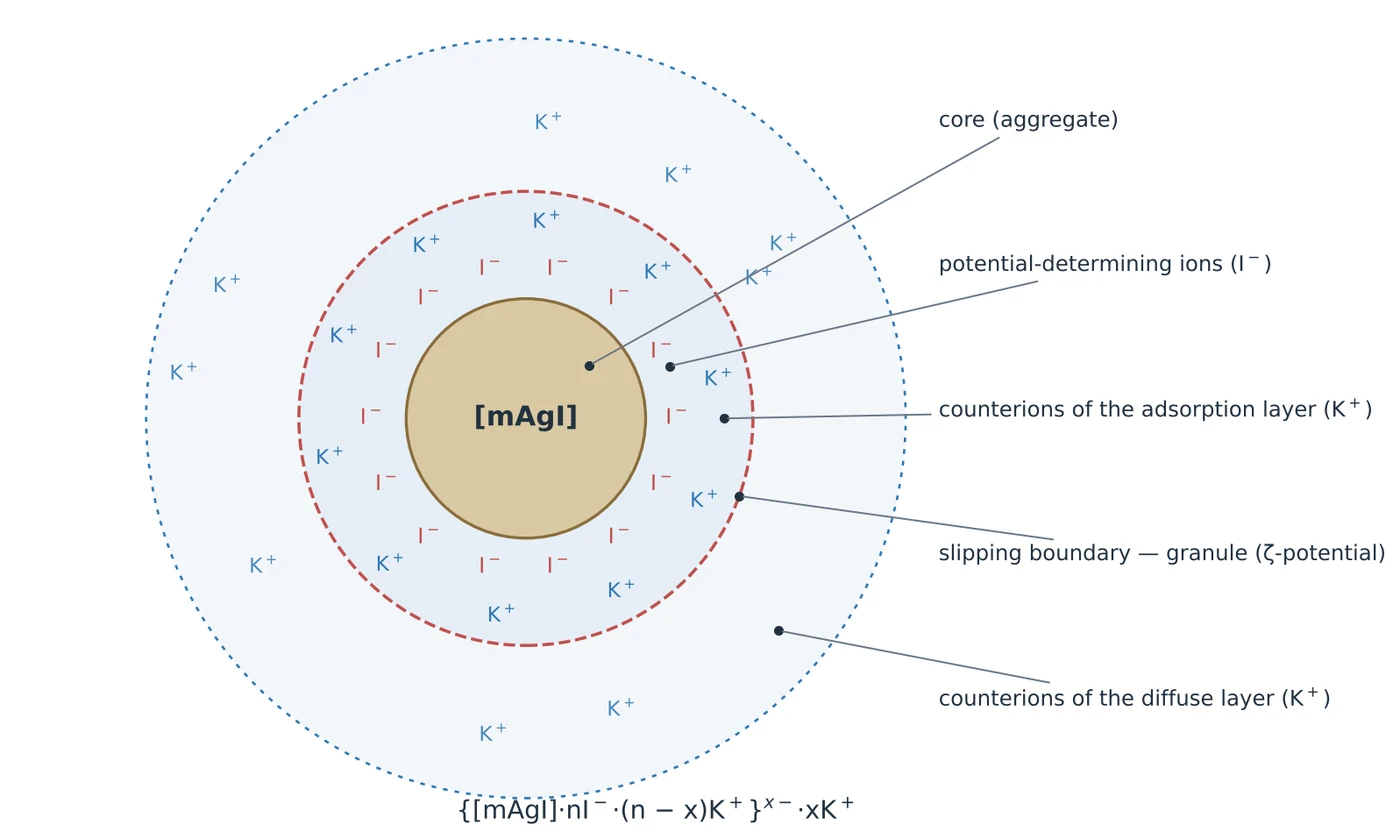 K⁺
core (aggregate)
K⁺
K⁺
K⁺
K⁺
potential-determining ions (I⁻)
I⁻
I⁻
K⁺
K⁺
K⁺
I⁻
I⁻
K⁺
I⁻
I⁻
K⁺
K⁺
counterions of the adsorption layer (K⁺)
I⁻
[mAgI]
I⁻
K⁺
I⁻
I⁻
K⁺
I⁻
I⁻
slipping boundary — granule (ζ-potential)
K⁺
K⁺
I⁻
I⁻
K⁺
K⁺
counterions of the diffuse layer (K⁺)
K⁺
K⁺
{[mAgI]·nI⁻·(n − x)K⁺}ˣ⁻·xK⁺